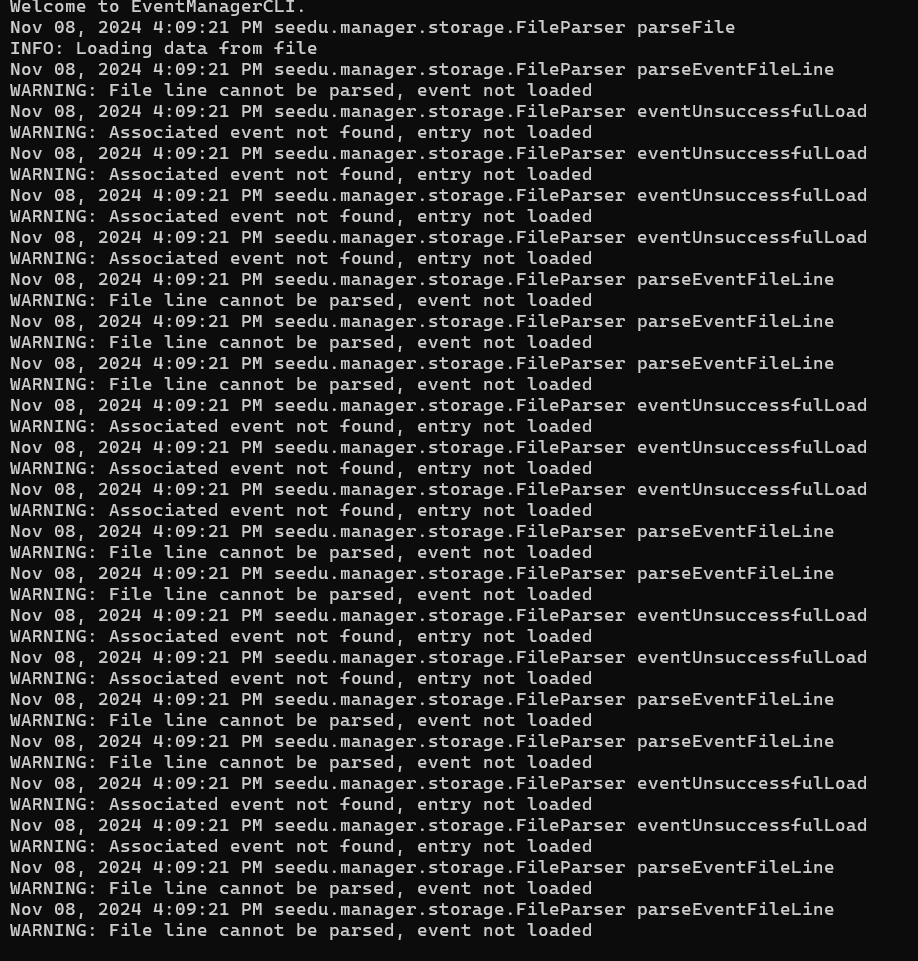 Welcome to EventManagerCLI.
Nov 08, 2024 4:09:21 PM seedu.manager.storage.FileParser parseFile
INFO: Loading data from file
Nov 08, 2024 4:09:21 PM seedu.manager.storage.FileParser parseEventFileLine
WARNING: File line cannot be parsed, event not loaded
Nov 08, 2024 4:09:21 PM seedu.manager.storage.FileParser eventUnsuccessfulLoad
WARNING: Associated event not found, entry not loaded
Nov 08, 2024 4:09:21 PM seedu.manager.storage.FileParser eventUnsuccessfulLoad
WARNING: Associated event not found, entry not loaded
Nov 08, 2024 4:09:21 PM seedu.manager.storage.FileParser eventUnsuccessfulLoad
WARNING: Associated event not found, entry not loaded
Nov 08, 2024 4:09:21 PM seedu.manager.storage.FileParser eventUnsuccessfulLoad
WARNING: Associated event not found, entry not loaded
Nov 08, 2024 4:09:21 PM seedu.manager.storage.FileParser parseEventFileLine
WARNING: File line cannot be parsed, event not loaded
Nov 08, 2024 4:09:21 PM seedu.manager.storage.FileParser parseEventFileLine
WARNING: File line cannot be parsed, event not loaded
Nov 08, 2024 4:09:21 PM seedu.manager.storage.FileParser parseEventFileLine
WARNING: File line cannot be parsed, event not loaded
Nov 08, 2024 4:09:21 PM seedu.manager.storage.FileParser eventUnsuccessfulLoad
WARNING: Associated event not found, entry not loaded
Nov 08, 2024 4:09:21 PM seedu.manager.storage.FileParser eventUnsuccessfulLoad
WARNING: Associated event not found, entry not loaded
Nov 08, 2024 4:09:21 PM seedu.manager.storage.FileParser eventUnsuccessfulLoad
WARNING: Associated event not found, entry not loaded
Nov 08, 2024 4:09:21 PM seedu.manager.storage.FileParser parseEventFileLine
WARNING: File line cannot be parsed, event not loaded
Nov 08, 2024 4:09:21 PM seedu.manager.storage.FileParser parseEventFileLine
WARNING: File line cannot be parsed, event not loaded
Nov 08, 2024 4:09:21 PM seedu.manager.storage.FileParser eventUnsuccessfulLoad
WARNING: Associated event not found, entry not loaded
Nov 08, 2024 4:09:21 PM seedu.manager.storage.FileParser eventUnsuccessfulLoad
WARNING: Associated event not found, entry not loaded
Nov 08, 2024 4:09:21 PM seedu.manager.storage.FileParser parseEventFileLine
WARNING: File line cannot be parsed, event not loaded
Nov 08, 2024 4:09:21 PM seedu.manager.storage.FileParser parseEventFileLine
WARNING: File line cannot be parsed, event not loaded
Nov 08, 2024 4:09:21 PM seedu.manager.storage.FileParser eventUnsuccessfulLoad
WARNING: Associated event not found, entry not loaded
Nov 08, 2024 4:09:21 PM seedu.manager.storage.FileParser eventUnsuccessfulLoad
WARNING: Associated event not found, entry not loaded
Nov 08, 2024 4:09:21 PM seedu.manager.storage.FileParser parseEventFileLine
WARNING: File line cannot be parsed, event not loaded
Nov 08, 2024 4:09:21 PM seedu.manager.storage.FileParser parseEventFileLine
WARNING: File line cannot be parsed, event not loaded